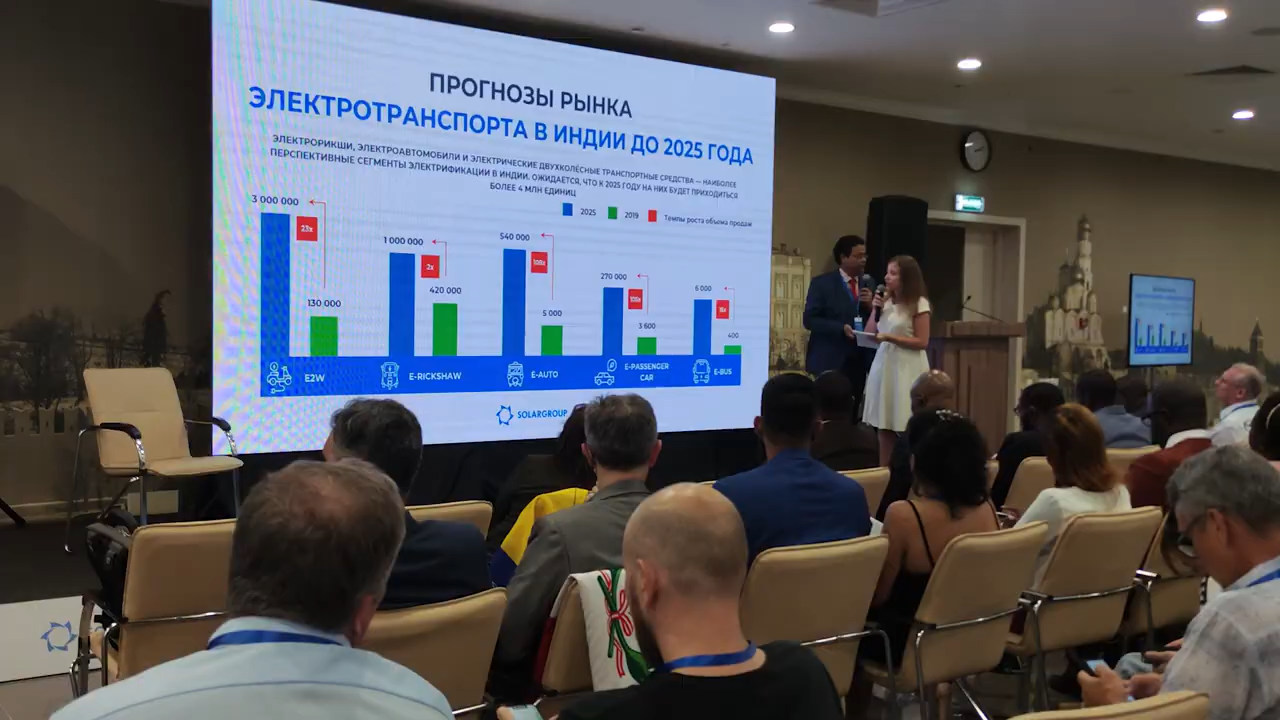 ПРОГНОЗЫ РЫНКА
ЭЛЕКТРОТРАНСПОРТА В ИНДИИ ДО 2025 ГОДА
ЭЛЕКТРОРИКШИ, ЭЛЕКТРОАВТОМОБИЛИ И ЭЛЕКТРИЧЕСКИЕ ДВУХКОЛЁСНЫЕ ТРАНСПОРТНЫЕ СРЕДСТВА — НАИБОЛЕЕ
ПЕРСПЕКТИВНЫЕ СЕГМЕНТЫ ЭЛЕКТРИФИКАЦИИ В ИНДИИ. ОЖИДАЕТСЯ, ЧТО К 2025 ГОДУ НА НИХ БУДЕТ ПРИХОДИТЬСЯ
БОЛЕЕ 4 МЛН ЕДИНИЦ
2025 2019 Темпы роста объема продаж
3 000 000
23x
130 000
1 000 000
2x
420 000
540 000
108x
5 000
270 000
3 600
6 000
400
E2W
E-RICKSHAW
E-AUTO
E-PASSENGER
CAR
E-BUS
SOLARGROUP